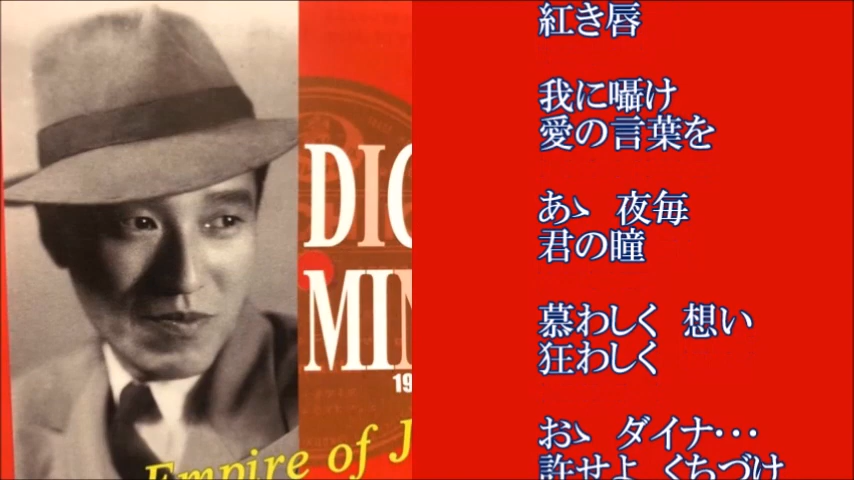 DIC
MIN
19
Empire of J
紅き唇
我に囁け
愛の言葉を
あゝ 夜毎
君の瞳
慕わしく 想い
狂わしく
おゝ ダイナ・・・
許せよ くちづけ